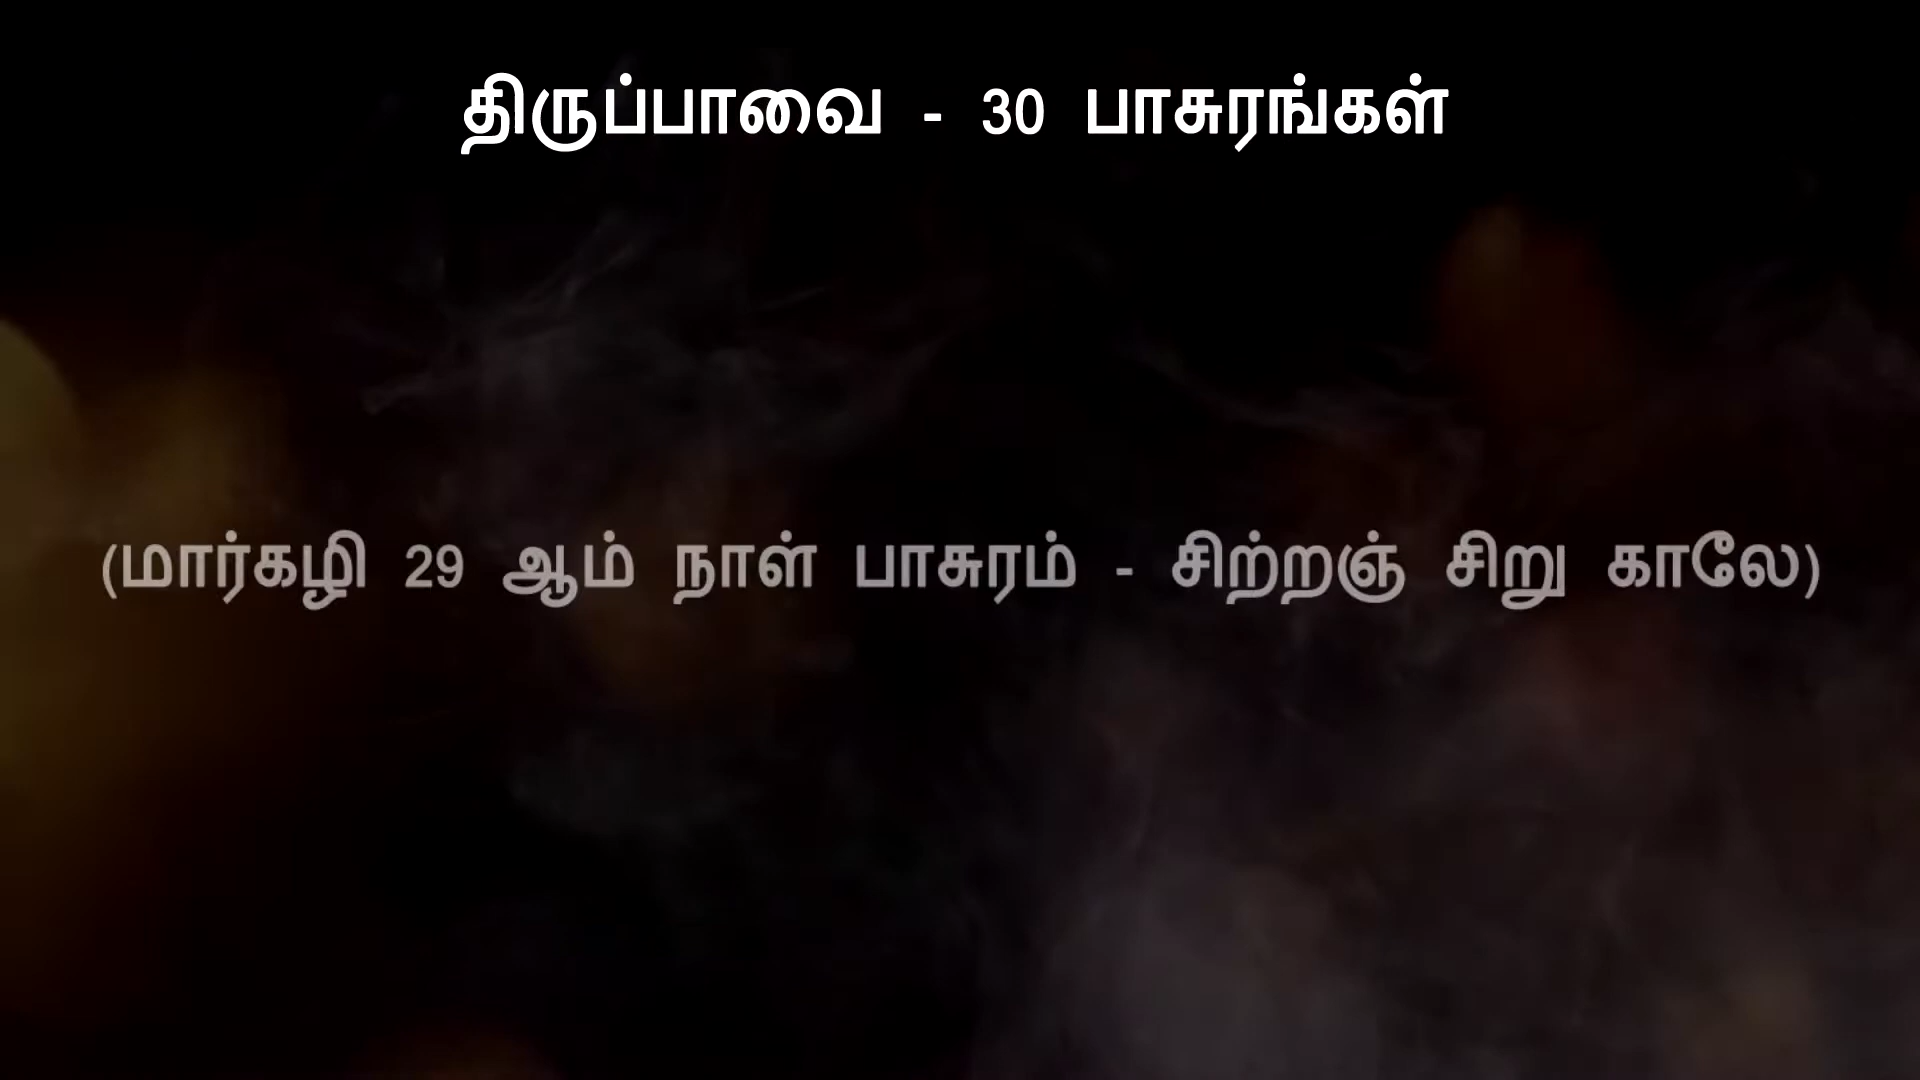 திருப்பாவை - 30 பாசுரங்கள்
(மார்கழி 29 ஆம் நாள் பாசுரம் - சிற்றஞ் சிறு காலே)